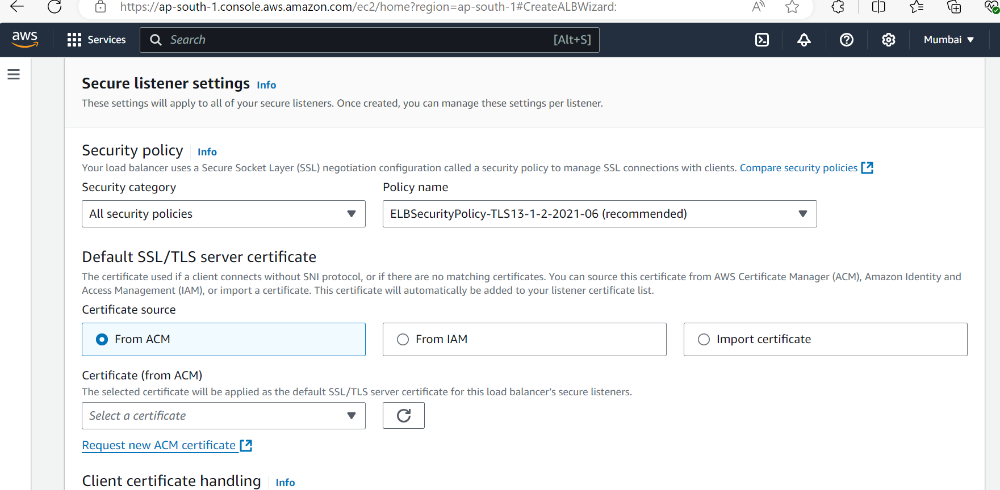 https://ap-south-1.console.aws.amazon.com/ec2/home?region=ap-south-1#CreateALBWizard:
aws Services Search [Alt+S] Mumbai
Secure listener settings Info
These settings will apply to all of your secure listeners. Once created, you can manage these settings per listener.
Security policy Info
Your load balancer uses a Secure Socket Layer (SSL) negotiation configuration called a security policy to manage SSL connections with clients. Compare security policies
Security category Policy name
All security policies ELBSecurityPolicy-TLS13-1-2-2021-06 (recommended)
Default SSL/TLS server certificate
The certificate used if a client connects without SNI protocol, or if there are no matching certificates. You can source this certificate from AWS Certificate Manager (ACM), Amazon Identity and
Access Management (IAM), or import a certificate. This certificate will automatically be added to your listener certificate list.
Certificate source
From ACM From IAM Import certificate
Certificate (from ACM)
The selected certificate will be applied as the default SSL/TLS server certificate for this load balancer’s secure listeners.
Select a certificate
Request new ACM certificate
Client certificate handling Info